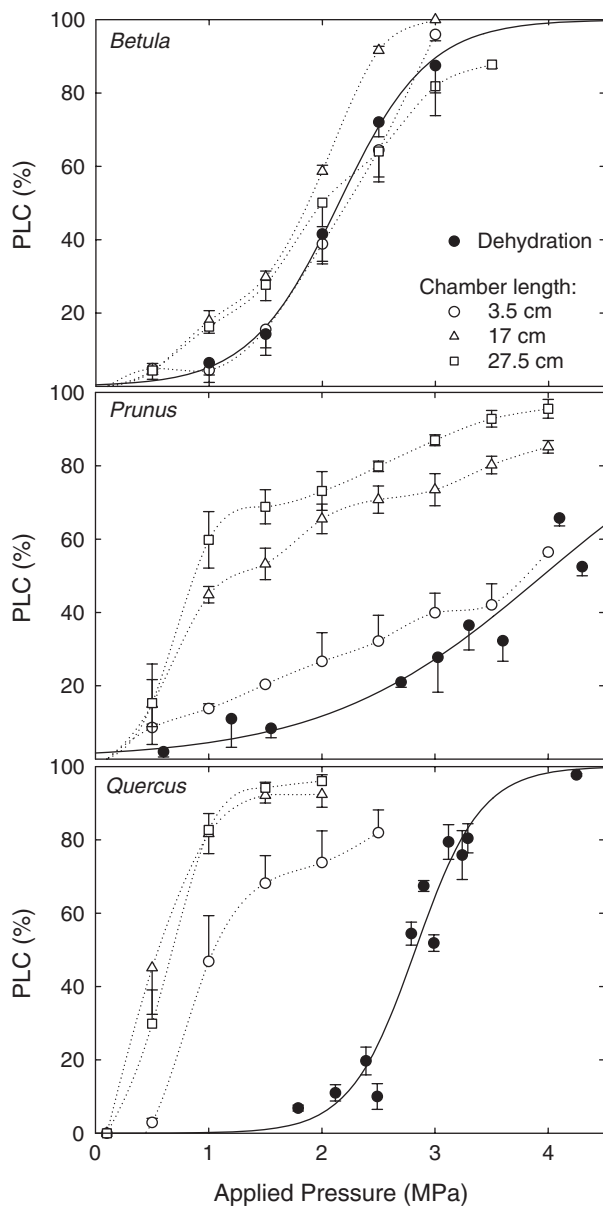 100
Betula
80
PLC (%)
60
40
20
Dehydration
Chamber length:
3.5 cm
17 cm
27.5 cm
100
Prunus
80
PLC (%)
60
40
20
100
Quercus
80
PLC (%)
60
40
20
0
0 1 2 3 4
Applied Pressure (MPa)